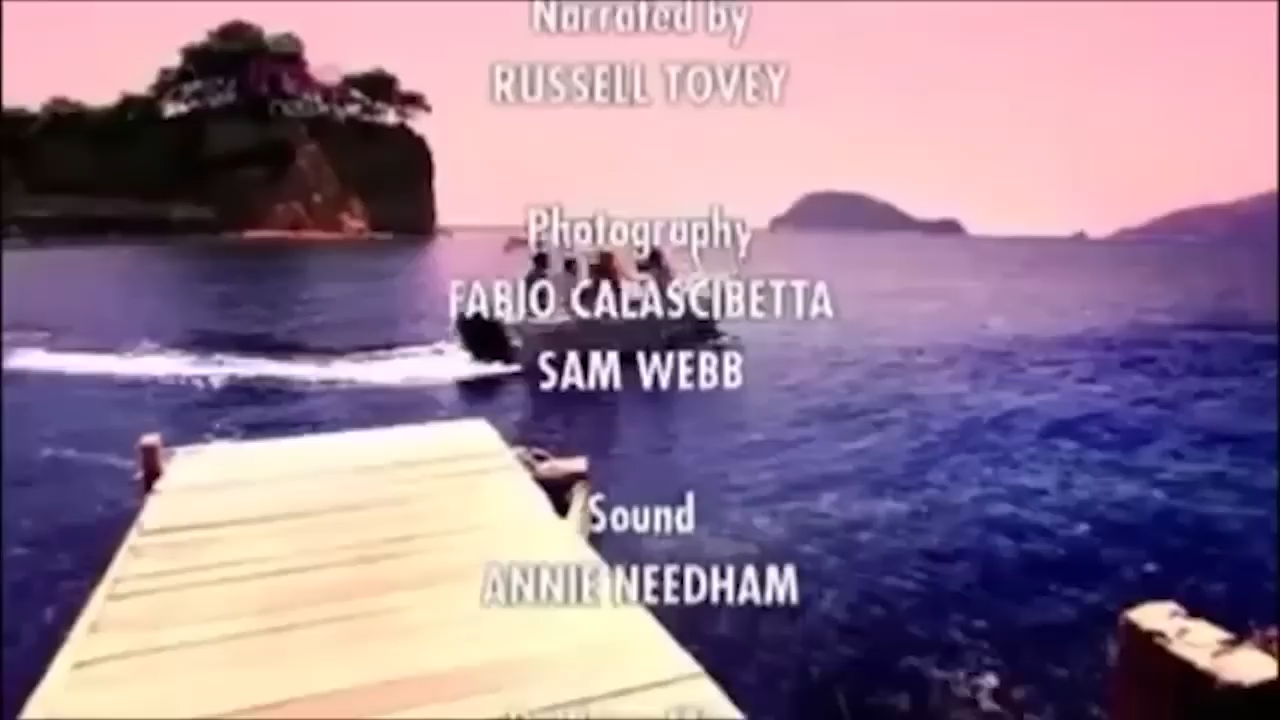 Narrated by
RUSSELL TOVEY
Photography
FABIO CALASCIBETTA
SAM WEBB
Sound
ANNIE NEEDHAM